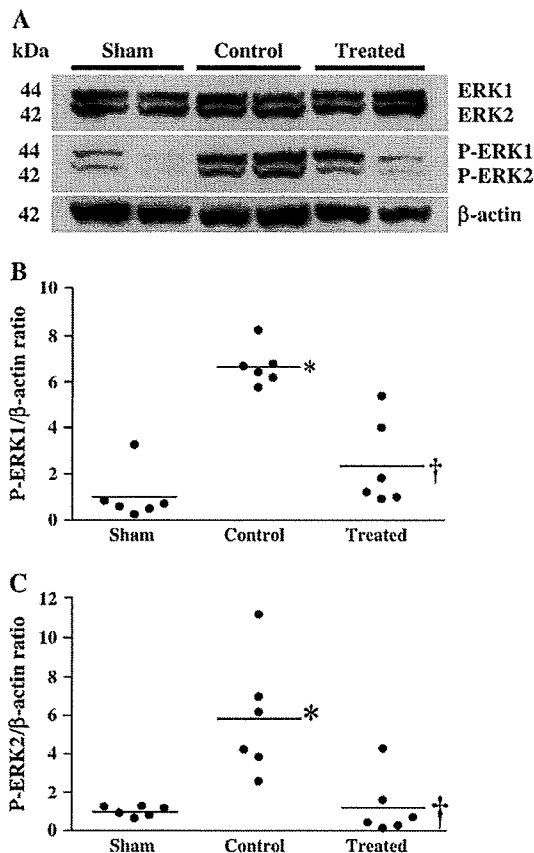 A
kDa Sham Control Treated
44 ERK1
42 ERK2
44 P-ERK1
42 P-ERK2
42 β-actin
B
P-ERK1/β-actin ratio
10
8
6
4
2
0
*
†
Sham Control Treated
C
P-ERK2/β-actin ratio
12
10
8
6
4
2
0
*
‡
Sham Control Treated